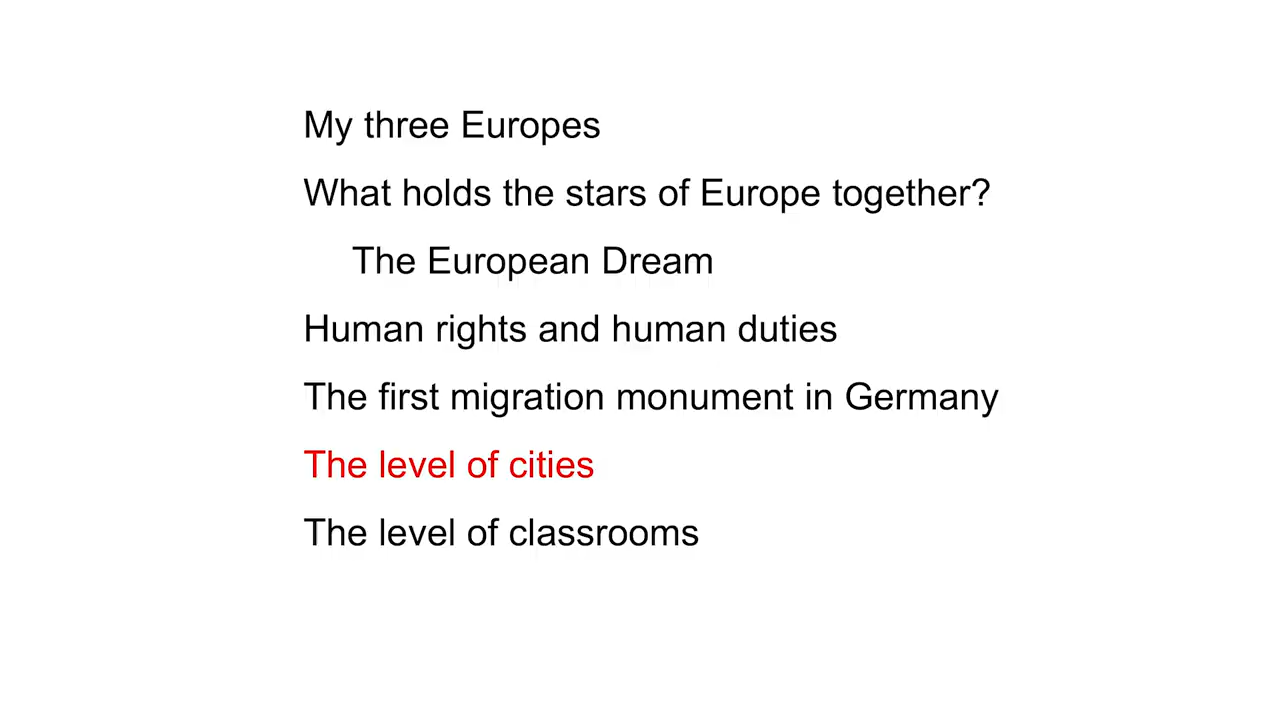 My three Europes
What holds the stars of Europe together?
The European Dream
Human rights and human duties
The first migration monument in Germany
The level of cities
The level of classrooms